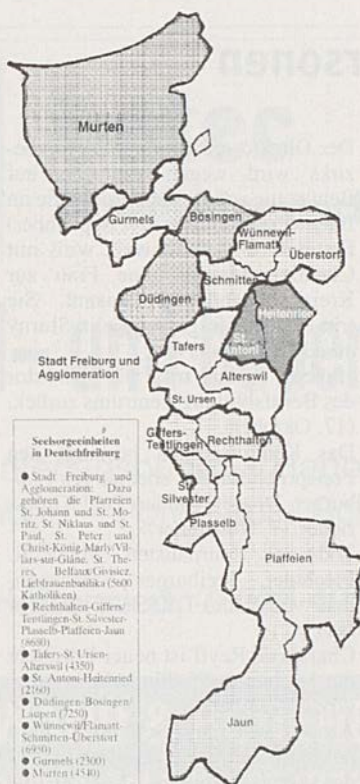 ersonen
Murten
Gurmels
Bösingen
Wünnewil-
Flamatt
Überstorf
Schmitten
Düdingen
Heitenried
St.
Antoni
Tafers
Stadt Freiburg und
Agglomeration
Alterswil
St. Ursen
Giffers-
Tentlingen
Rechthalten
St.
Silvester
Plasselb
Plaffeien
Jaun
Seelsorgeeinheiten
in Deutschfreiburg
● Stadt Freiburg und
Agglomeration: Dazu
gehören die Pfarreien
St. Johann und St. Mo-
ritz, St. Niklaus und St.
Paul, St. Peter und
Christ-König, Marly/Vil-
lars-sur-Glâne, St. The-
res, Belfaux/Grolley,
Liebfrauenbasilika (5600
Katholiken)
● Rechthalten-Giffers/
Tentlingen-St. Silvester-
Plasselb-Plaffeien-Jaun
(6600)
● Tafers-St. Ursen-
Alterswil (4350)
● St. Antoni-Heitenried
(2160)
● Düdingen-Bösingen/
Laupen (7250)
● Wünnewil/Flamatt-
Schmitten-Überstorf
(6950)
● Gurmels (2300)
● Murten (4540)